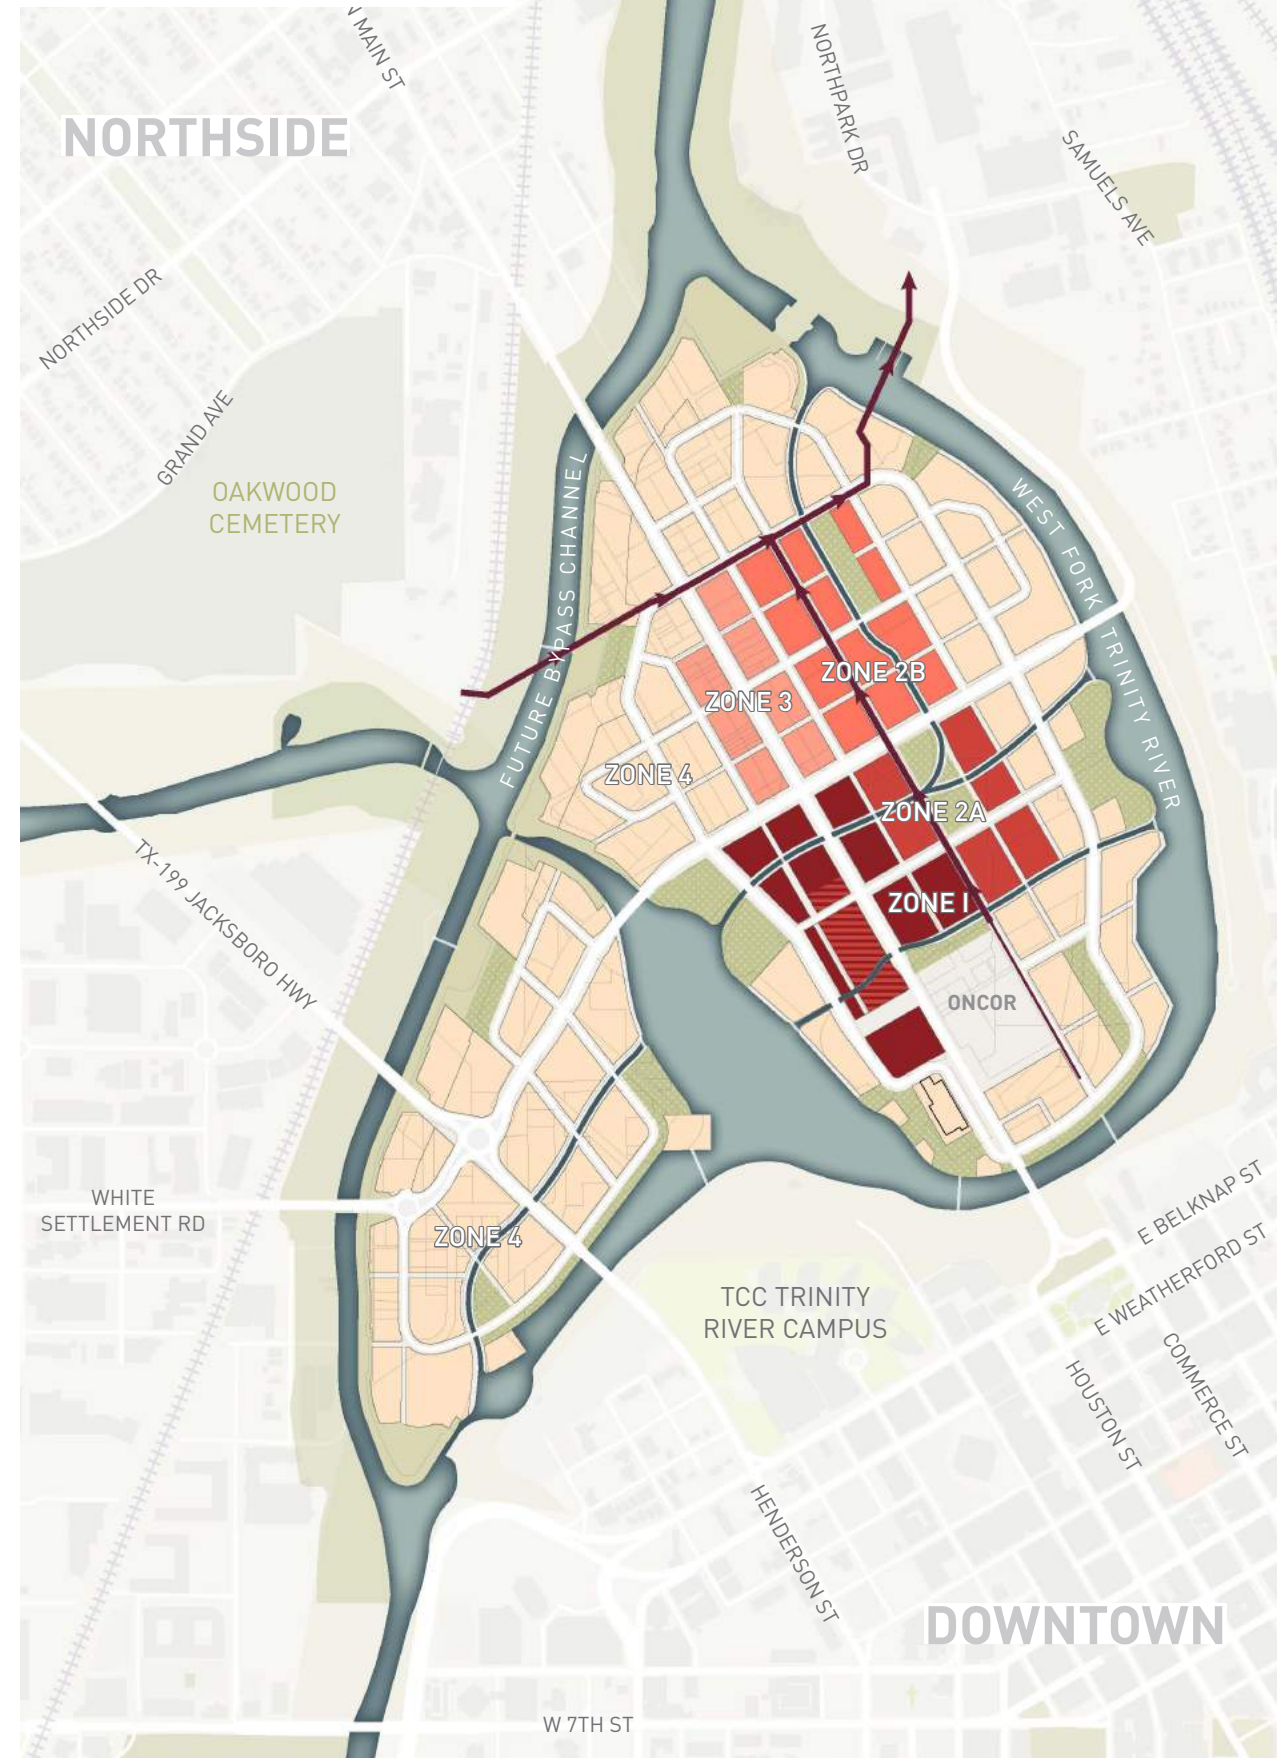 N MAIN ST
NORTHPARK DR
NORTHSIDE
SAMUELS AVE
NORTHSIDE DR
GRAND AVE
OAKWOOD
CEMETERY
FUTURE BYPASS CHANNEL
WEST FORK TRINITY RIVER
ZONE 2B
ZONE 3
ZONE 4
ZONE 2A
ZONE I
TX-199 JACKSBORO HWY
ONCOR
WHITE
SETTLEMENT RD
ZONE 4
E BELKNAP ST
E WEATHERFORD ST
TCC TRINITY
RIVER CAMPUS
HOUSTON ST
COMMERCE ST
HENDERSON ST
DOWNTOWN
W 7TH ST